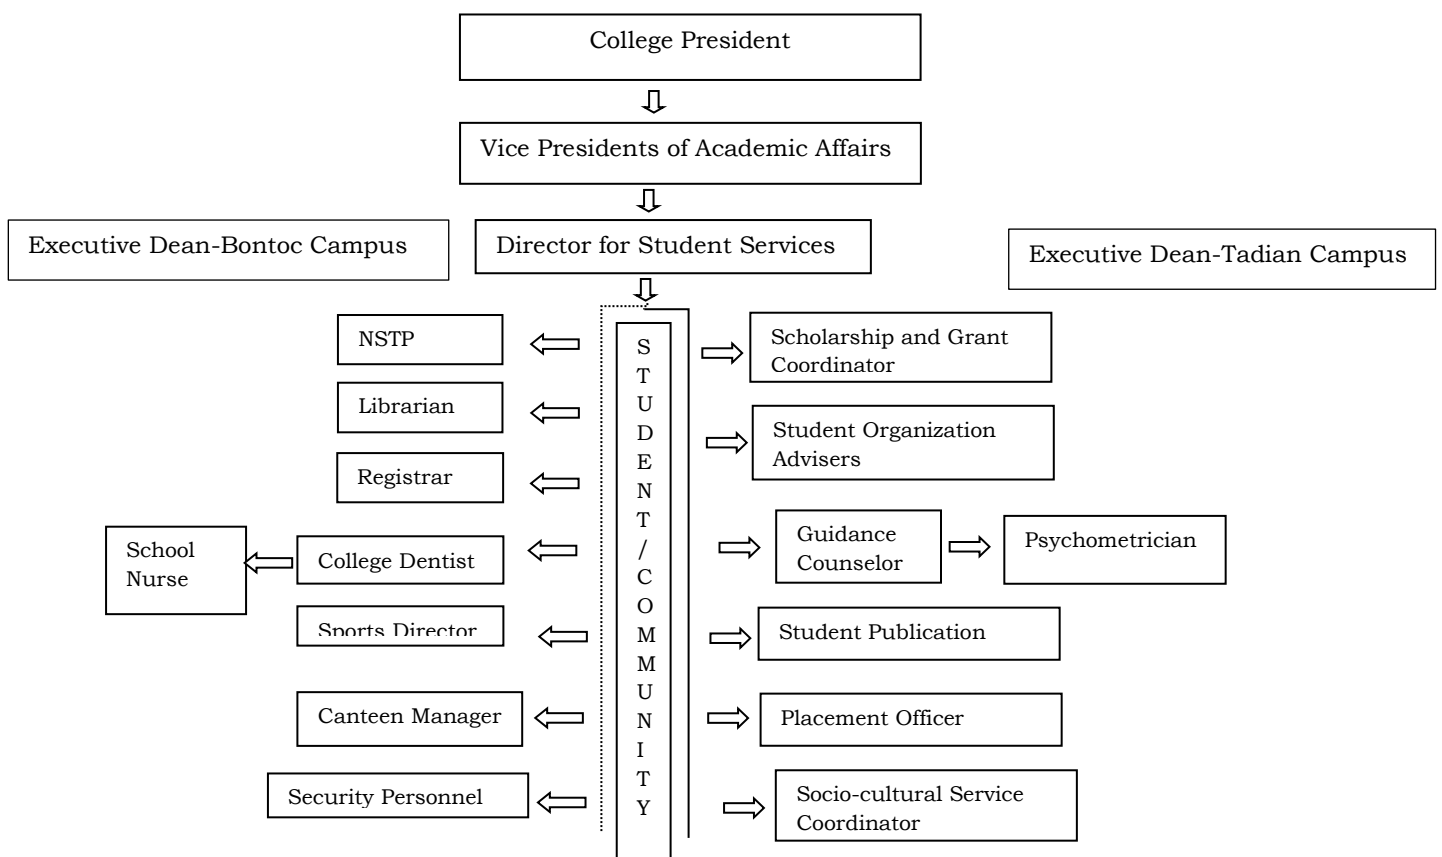 College President
Vice Presidents of Academic Affairs
Executive Dean-Bontoc Campus
Director for Student Services
Executive Dean-Tadian Campus
NSTP
Librarian
Registrar
School
Nurse
College Dentist
Sports Director
Canteen Manager
Security Personnel
S
T
U
D
E
N
T
/
C
O
M
M
U
N
I
T
Y
Scholarship and Grant
Coordinator
Student Organization
Advisers
Guidance
Counselor
Psychometrician
Student Publication
Placement Officer
Socio-cultural Service
Coordinator